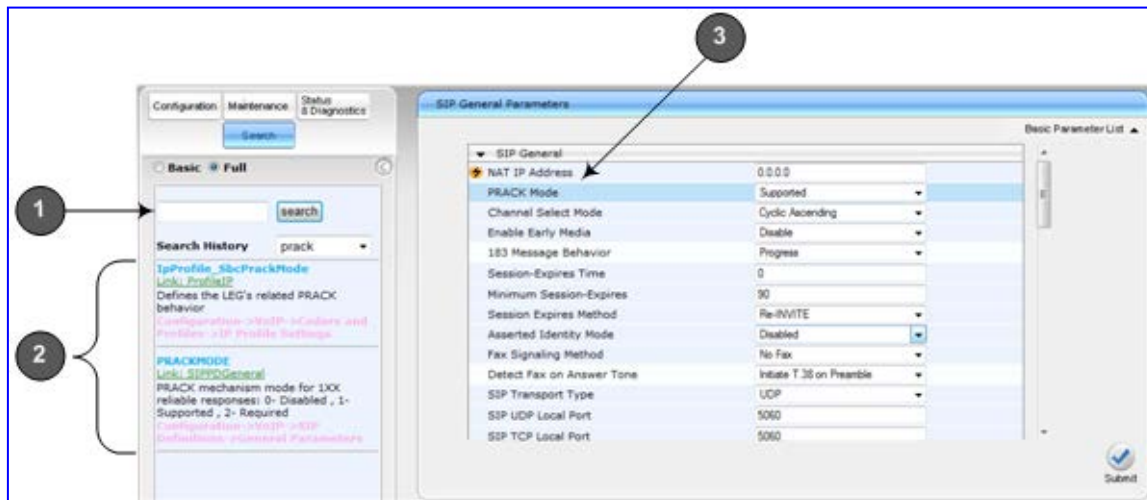 3
Configuration
Maintenance
Status
& Diagnostics
Search
Basic
Full
1
search
Search History
prack
2
IpProfile_SbcPrackMode
Link: ProfileIP
Defines the LEG's related PRACK
behavior
Configuration->VoIP->Coders and
Profiles->IP Profile Settings
PRACKMODE
Link: SIPPDGeneral
PRACK mechanism mode for 1XX
reliable responses: 0- Disabled , 1-
Supported , 2- Required
Configuration->VoIP->SIP
Definitions->General Parameters
SIP General Parameters
Basic Parameter List
SIP General
NAT IP Address 0.0.0.0
PRACK Mode Supported
Channel Select Mode Cyclic Ascending
Enable Early Media Disable
183 Message Behavior Progress
Session-Expires Time 0
Minimum Session-Expires 90
Session Expires Method Re-INVITE
Asserted Identity Mode Disabled
Fax Signaling Method No Fax
Detect Fax on Answer Tone Initiate T.38 on Preamble
SIP Transport Type UDP
SIP UDP Local Port 5060
SIP TCP Local Port 5060
Submit